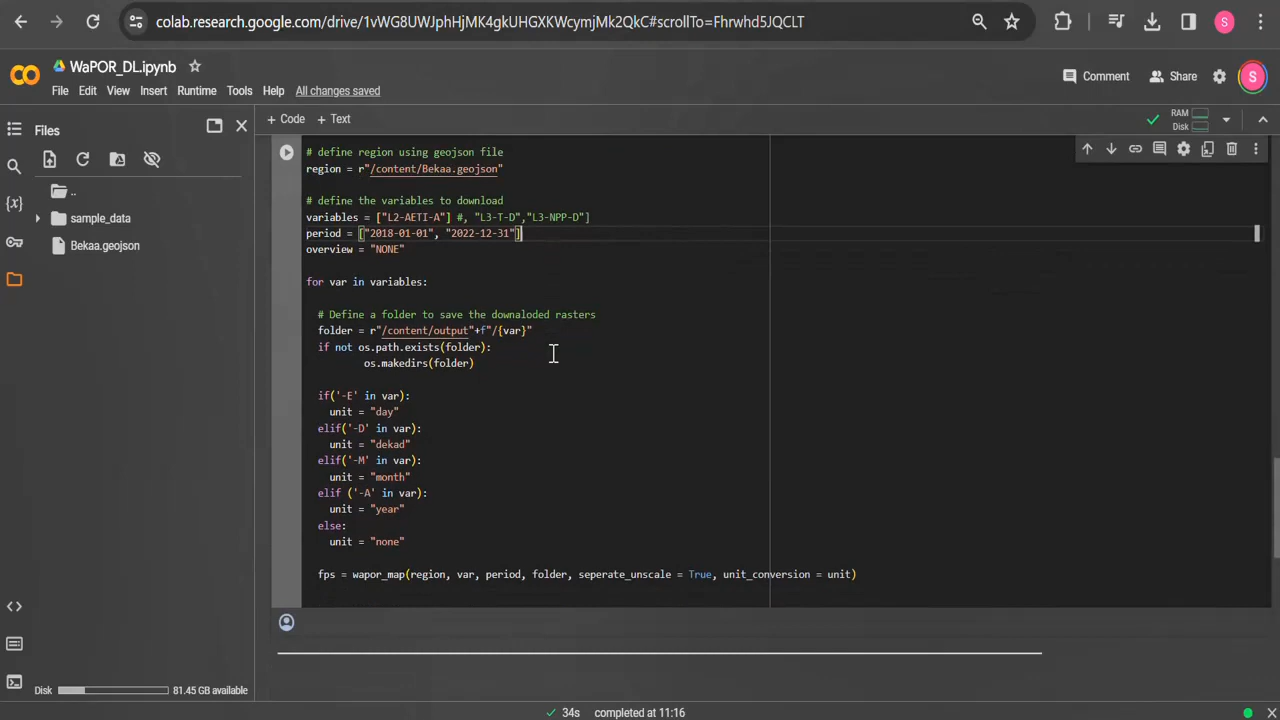 colab.research.google.com/drive/1vWG8UWJphHjMK4gkUHGXKWcymjMk2QkC#scrollTo=Fhrwhd5JQCLT
S
WaPOR_DL.ipynb
File Edit View Insert Runtime Tools Help All changes saved
Comment Share S
Files
+ Code + Text
RAM
Disk
..
sample_data
Bekaa.geojson
{x}
# define region using geojson file
region = r"/content/Bekaa.geojson"
# define the variables to download
variables = ["L2-AETI-A"] #, "L3-T-D","L3-NPP-D"]
period = ["2018-01-01", "2022-12-31"]
overview = "NONE"
for var in variables:
# Define a folder to save the downaloded rasters
folder = r"/content/output"+f"/{var}"
if not os.path.exists(folder):
os.makedirs(folder)
if('-E' in var):
unit = "day"
elif('-D' in var):
unit = "dekad"
elif('-M' in var):
unit = "month"
elif ('-A' in var):
unit = "year"
else:
unit = "none"
fps = wapor_map(region, var, period, folder, seperate_unscale = True, unit_conversion = unit)
Disk 81.45 GB available
34s completed at 11:16